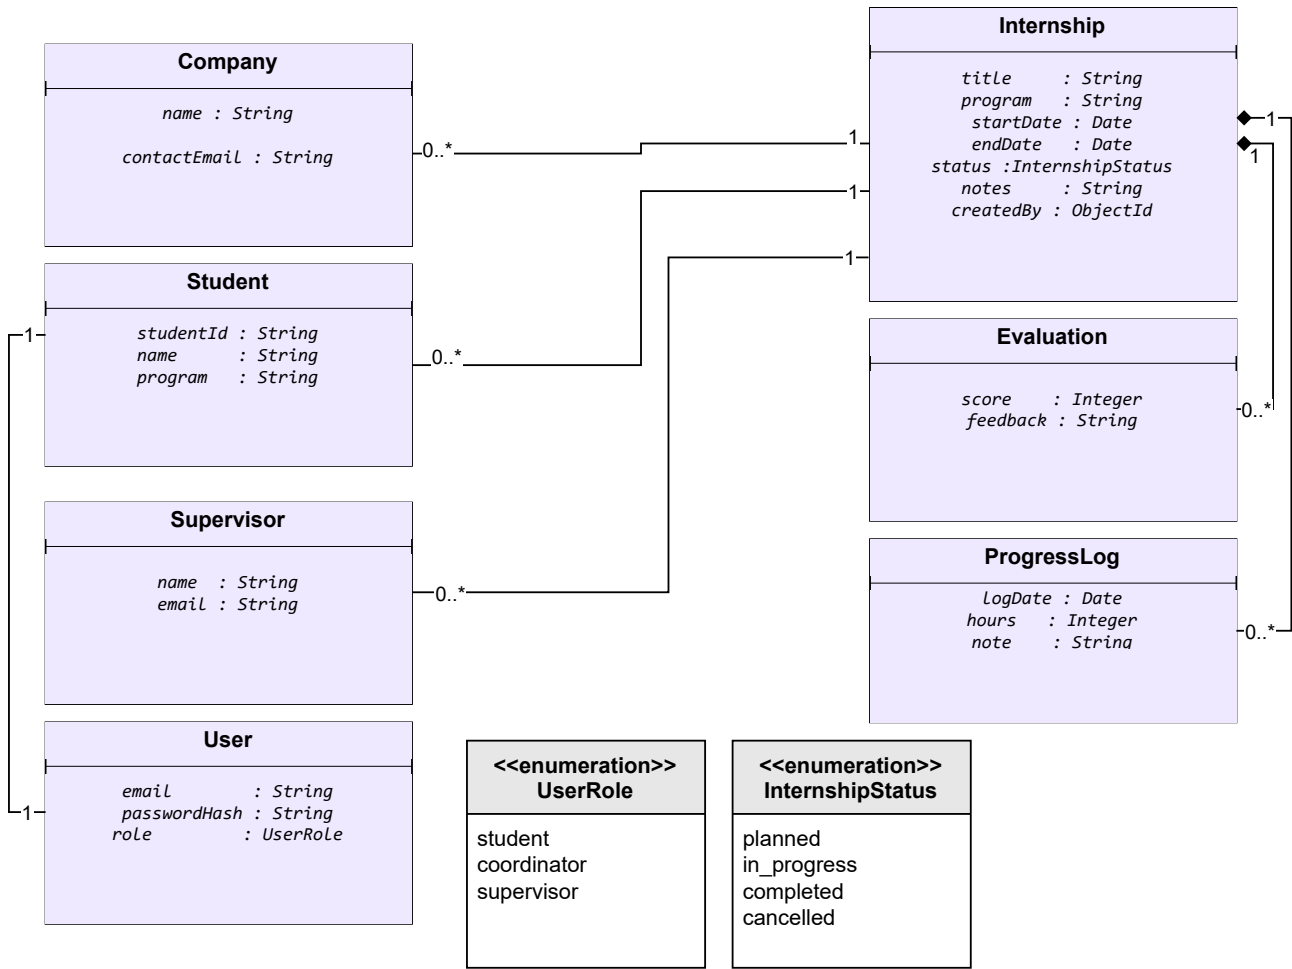 Company
name : String
contactEmail : String
0..*
1
Internship
title : String
program : String
startDate : Date
endDate : Date
status :InternshipStatus
notes : String
createdBy : ObjectId
1
1
1
1
Student
studentId : String
name : String
program : String
1
0..*
Evaluation
score : Integer
feedback : String
0..*
Supervisor
name : String
email : String
0..*
ProgressLog
logDate : Date
hours : Integer
note : String
0..*
User
email : String
passwordHash : String
role : UserRole
1
<<enumeration>>
UserRole
student
coordinator
supervisor
<<enumeration>>
InternshipStatus
planned
in_progress
completed
cancelled